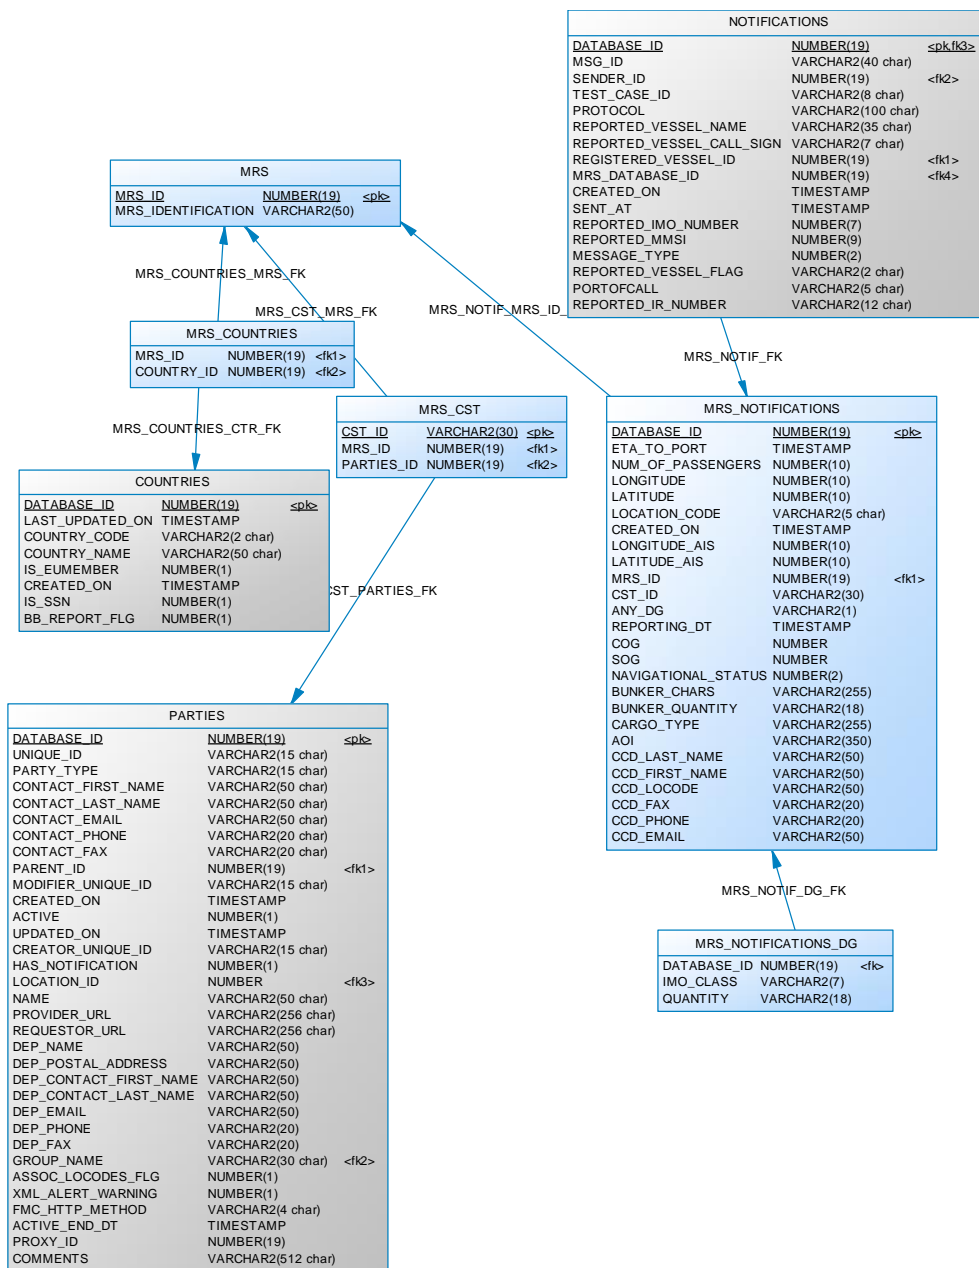 NOTIFICATIONS
DATABASE_ID NUMBER(19) <pk,fk3>
MSG_ID VARCHAR2(40 char)
SENDER_ID NUMBER(19) <fk2>
TEST_CASE_ID VARCHAR2(8 char)
PROTOCOL VARCHAR2(100 char)
REPORTED_VESSEL_NAME VARCHAR2(35 char)
REPORTED_VESSEL_CALL_SIGN VARCHAR2(7 char)
REGISTERED_VESSEL_ID NUMBER(19) <fk1>
MRS_DATABASE_ID NUMBER(19) <fk4>
CREATED_ON TIMESTAMP
SENT_AT TIMESTAMP
REPORTED_IMO_NUMBER NUMBER(7)
REPORTED_MMSI NUMBER(9)
MESSAGE_TYPE NUMBER(2)
REPORTED_VESSEL_FLAG VARCHAR2(2 char)
PORTOFCALL VARCHAR2(5 char)
REPORTED_IR_NUMBER VARCHAR2(12 char)
MRS
MRS_ID NUMBER(19) <pk>
MRS_IDENTIFICATION VARCHAR2(50)
MRS_COUNTRIES_MRS_FK
MRS_CST_MRS_FK
MRS_NOTIF_MRS_ID_
MRS_NOTIF_FK
MRS_COUNTRIES
MRS_ID NUMBER(19) <fk1>
COUNTRY_ID NUMBER(19) <fk2>
MRS_COUNTRIES_CTR_FK
MRS_CST
CST_ID VARCHAR2(30) <pk>
MRS_ID NUMBER(19) <fk1>
PARTIES_ID NUMBER(19) <fk2>
MRS_NOTIFICATIONS
DATABASE_ID NUMBER(19) <pk>
ETA_TO_PORT TIMESTAMP
NUM_OF_PASSENGERS NUMBER(10)
LONGITUDE NUMBER(10)
LATITUDE NUMBER(10)
LOCATION_CODE VARCHAR2(5 char)
CREATED_ON TIMESTAMP
LONGITUDE_AIS NUMBER(10)
LATITUDE_AIS NUMBER(10)
MRS_ID NUMBER(19) <fk1>
CST_ID VARCHAR2(30)
ANY_DG VARCHAR2(1)
REPORTING_DT TIMESTAMP
COG NUMBER
SOG NUMBER
NAVIGATIONAL_STATUS NUMBER(2)
BUNKER_CHARS VARCHAR2(255)
BUNKER_QUANTITY VARCHAR2(18)
CARGO_TYPE VARCHAR2(255)
AOI VARCHAR2(350)
CCD_LAST_NAME VARCHAR2(50)
CCD_FIRST_NAME VARCHAR2(50)
CCD_LOCODE VARCHAR2(50)
CCD_FAX VARCHAR2(20)
CCD_PHONE VARCHAR2(20)
CCD_EMAIL VARCHAR2(50)
COUNTRIES
DATABASE_ID NUMBER(19) <pk>
LAST_UPDATED_ON TIMESTAMP
COUNTRY_CODE VARCHAR2(2 char)
COUNTRY_NAME VARCHAR2(50 char)
IS_EUMEMBER NUMBER(1)
CREATED_ON TIMESTAMP
IS_SSN NUMBER(1)
BB_REPORT_FLG NUMBER(1)
CST_PARTIES_FK
PARTIES
DATABASE_ID NUMBER(19) <pk>
UNIQUE_ID VARCHAR2(15 char)
PARTY_TYPE VARCHAR2(15 char)
CONTACT_FIRST_NAME VARCHAR2(50 char)
CONTACT_LAST_NAME VARCHAR2(50 char)
CONTACT_EMAIL VARCHAR2(50 char)
CONTACT_PHONE VARCHAR2(20 char)
CONTACT_FAX VARCHAR2(20 char)
PARENT_ID NUMBER(19) <fk1>
MODIFIER_UNIQUE_ID VARCHAR2(15 char)
CREATED_ON TIMESTAMP
ACTIVE NUMBER(1)
UPDATED_ON TIMESTAMP
CREATOR_UNIQUE_ID VARCHAR2(15 char)
HAS_NOTIFICATION NUMBER(1)
LOCATION_ID NUMBER <fk3>
NAME VARCHAR2(50 char)
PROVIDER_URL VARCHAR2(256 char)
REQUESTOR_URL VARCHAR2(256 char)
DEP_NAME VARCHAR2(50)
DEP_POSTAL_ADDRESS VARCHAR2(50)
DEP_CONTACT_FIRST_NAME VARCHAR2(50)
DEP_CONTACT_LAST_NAME VARCHAR2(50)
DEP_EMAIL VARCHAR2(50)
DEP_PHONE VARCHAR2(20)
DEP_FAX VARCHAR2(20)
GROUP_NAME VARCHAR2(30 char) <fk2>
ASSOC_LOCODES_FLG NUMBER(1)
XML_ALERT_WARNING NUMBER(1)
FMC_HTTP_METHOD VARCHAR2(4 char)
ACTIVE_END_DT TIMESTAMP
PROXY_ID NUMBER(19)
COMMENTS VARCHAR2(512 char)
MRS_NOTIF_DG_FK
MRS_NOTIFICATIONS_DG
DATABASE_ID NUMBER(19) <fk>
IMO_CLASS VARCHAR2(7)
QUANTITY VARCHAR2(18)